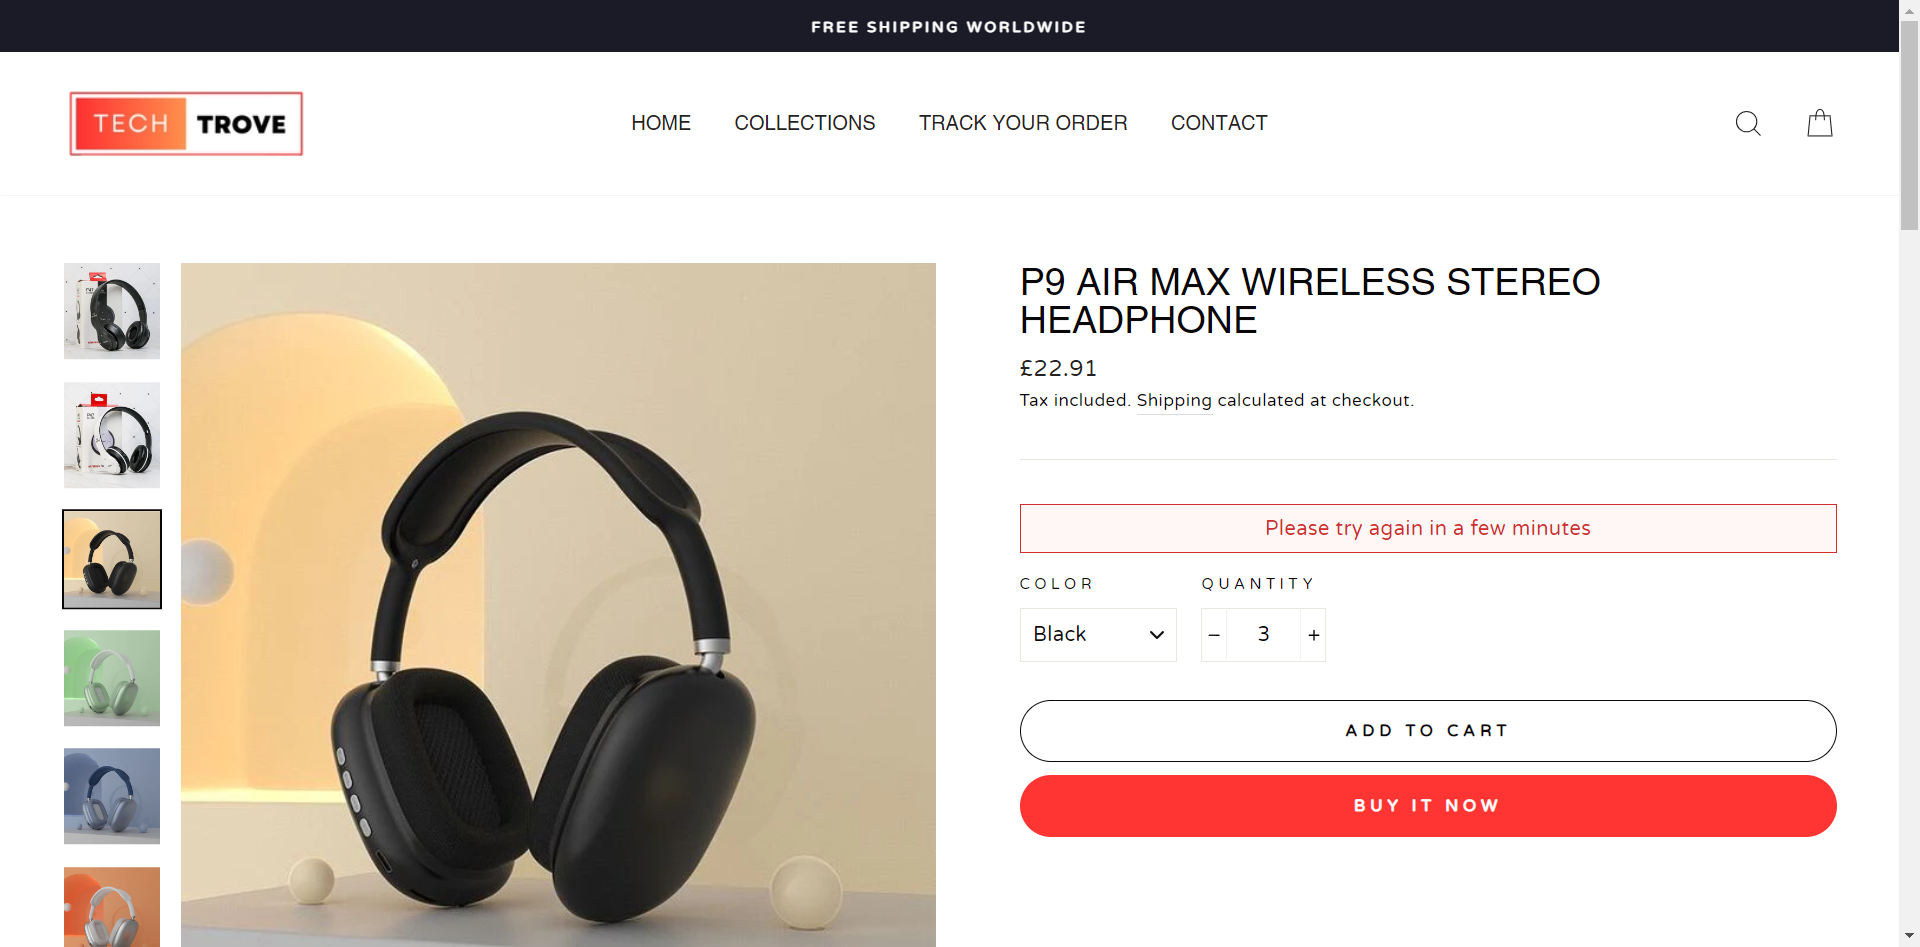 FREE SHIPPING WORLDWIDE
TECH TROVE
HOME COLLECTIONS TRACK YOUR ORDER CONTACT
P9 AIR MAX WIRELESS STEREO
HEADPHONE
£22.91
Tax included. Shipping calculated at checkout.
Please try again in a few minutes
COLOR QUANTITY
Black − 3 +
ADD TO CART
BUY IT NOW